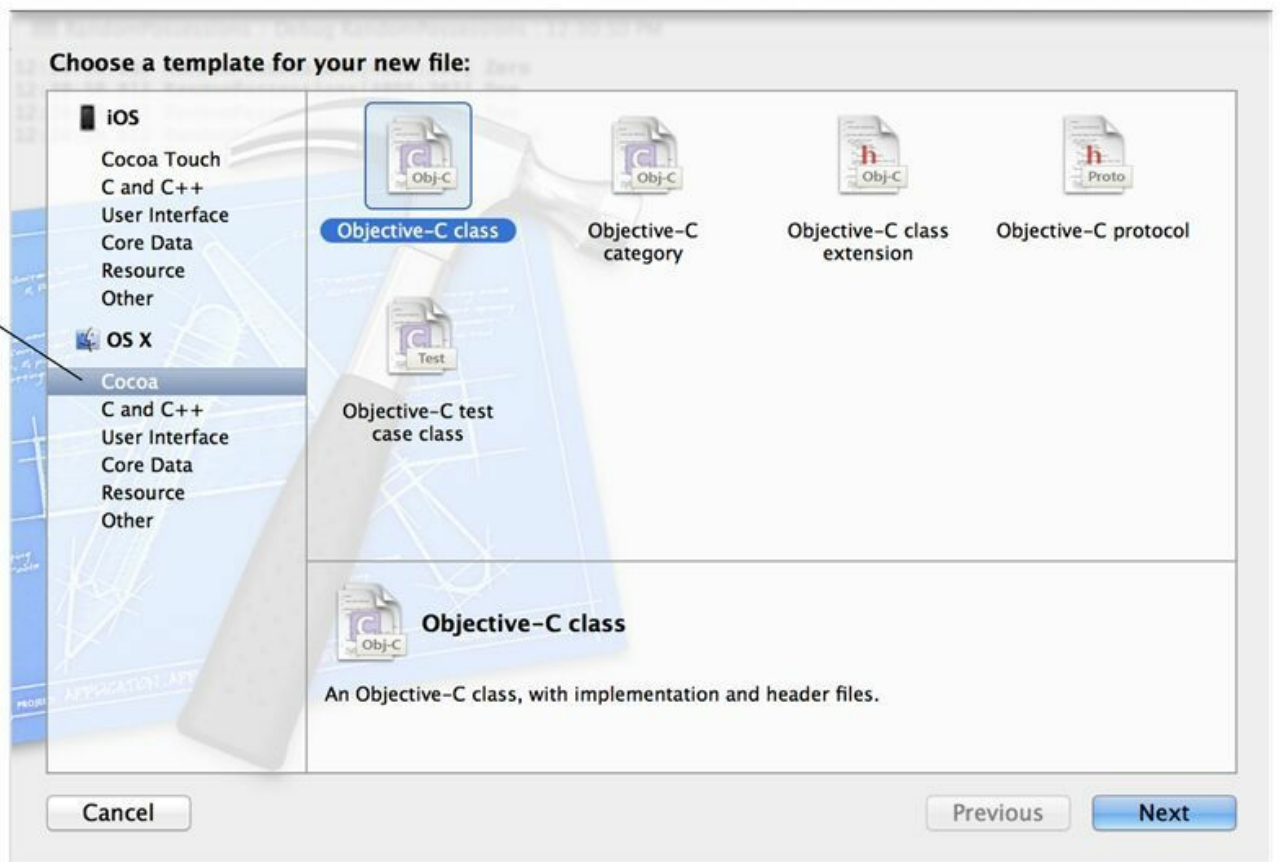 Choose a template for your new file:
iOS
Cocoa Touch
C and C++
User Interface
Core Data
Resource
Other
OS X
Cocoa
C and C++
User Interface
Core Data
Resource
Other
Obj-C
Objective-C class
Obj-C
Objective-C
category
h
Obj-C
Objective-C class
extension
h
Proto
Objective-C protocol
C
Test
Objective-C test
case class
Obj-C
Objective-C class
An Objective-C class, with implementation and header files.
Cancel
Previous
Next